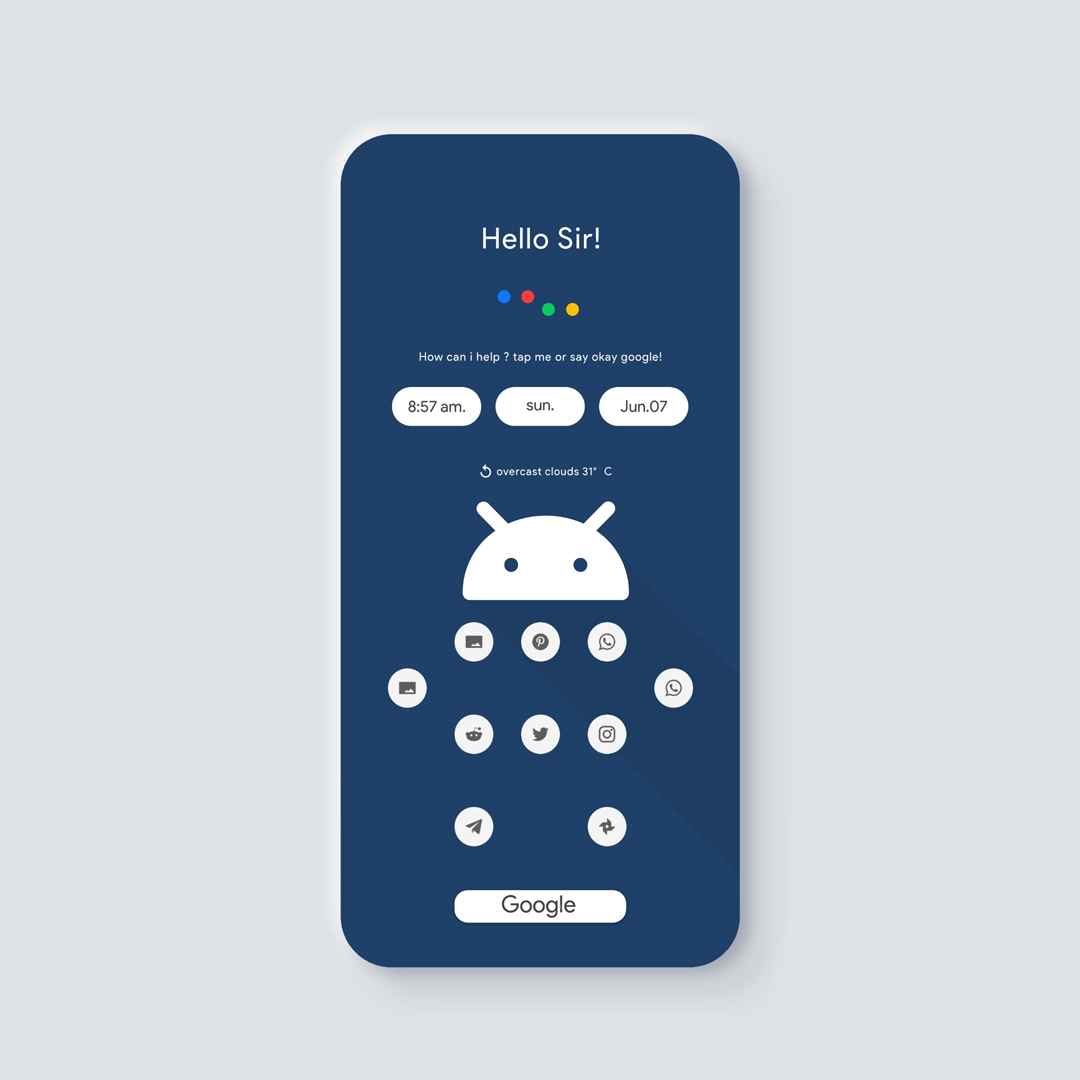 Hello Sir!
How can i help ? tap me or say okay google!
8:57 am. sun. Jun.07
overcast clouds 31° C
Google